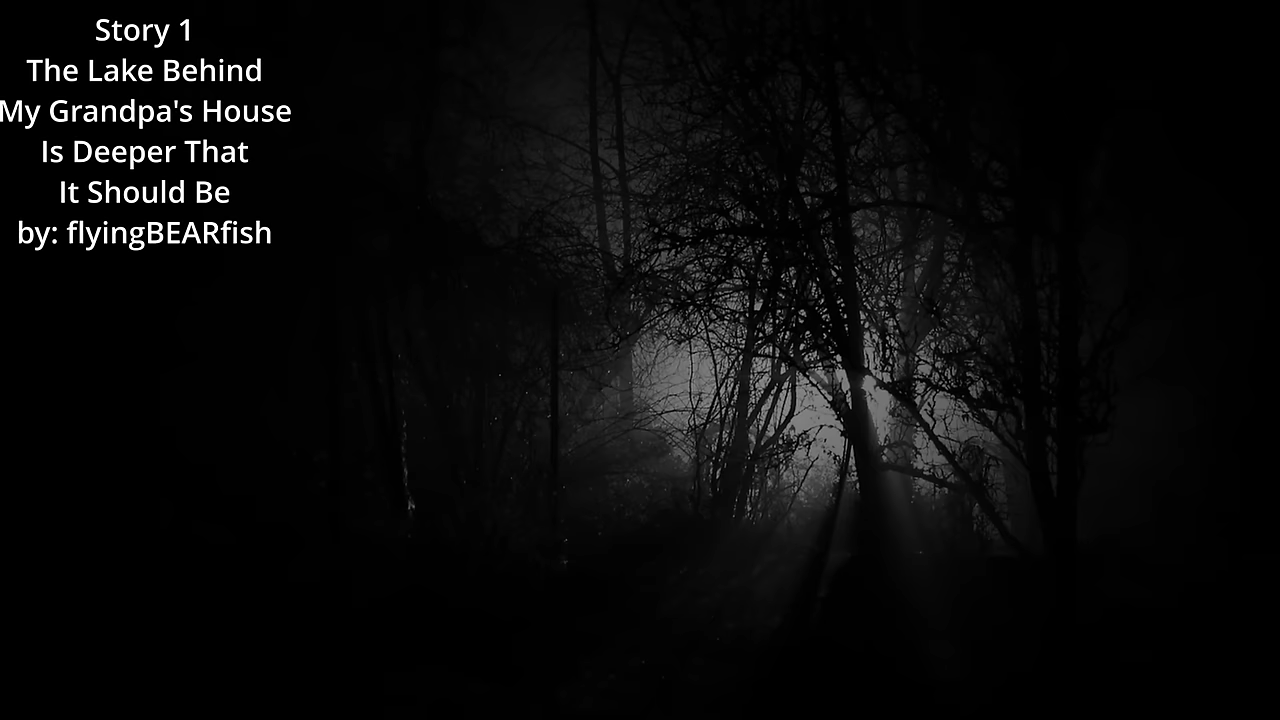 Story 1
The Lake Behind
My Grandpa's House
Is Deeper That
It Should Be
by: flyingBEARfish